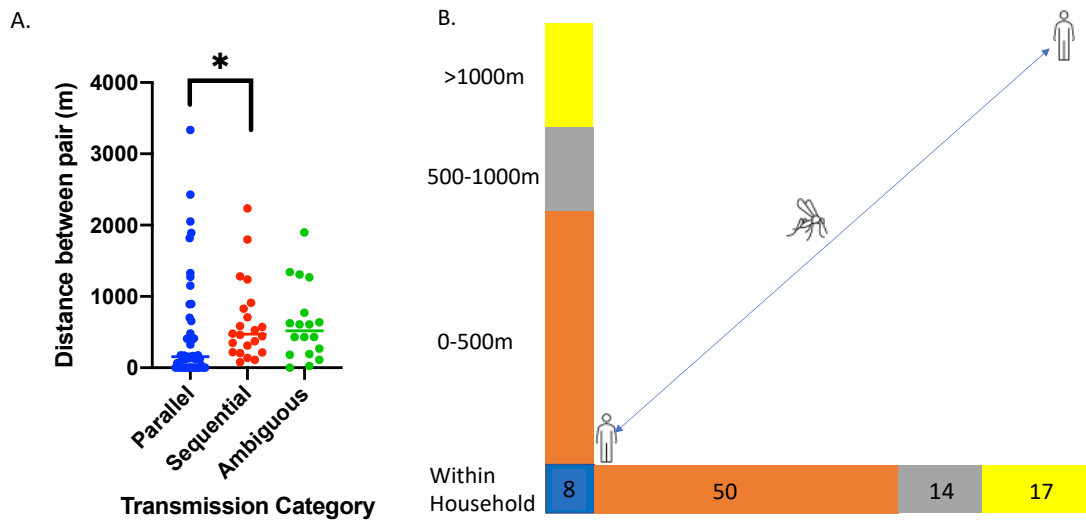 A.
*
Distance between pair (m)
4000
3000
2000
1000
0
Parallel
Sequential
Ambiguous
Transmission Category
B.
>1000m
500-1000m
0-500m
Within
Household
8
50
14
17